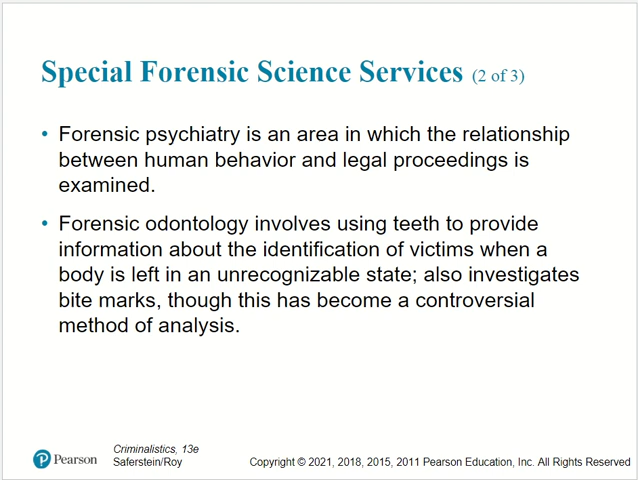 Special Forensic Science Services (2 of 3)
• Forensic psychiatry is an area in which the relationship
between human behavior and legal proceedings is
examined.
• Forensic odontology involves using teeth to provide
information about the identification of victims when a
body is left in an unrecognizable state; also investigates
bite marks, though this has become a controversial
method of analysis.
P Pearson
Criminalistics, 13e
Saferstein/Roy
Copyright © 2021, 2018, 2015, 2011 Pearson Education, Inc. All Rights Reserved